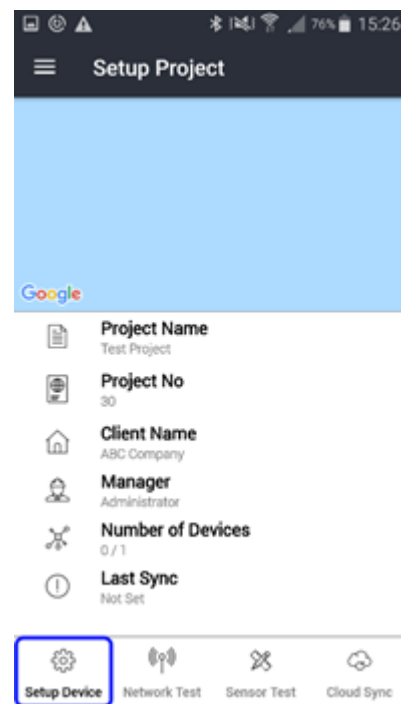 76% 15:26
Setup Project
Google
Project Name
Test Project
Project No
30
Client Name
ABC Company
Manager
Administrator
Number of Devices
0 / 1
Last Sync
Not Set
Setup Device Network Test Sensor Test Cloud Sync